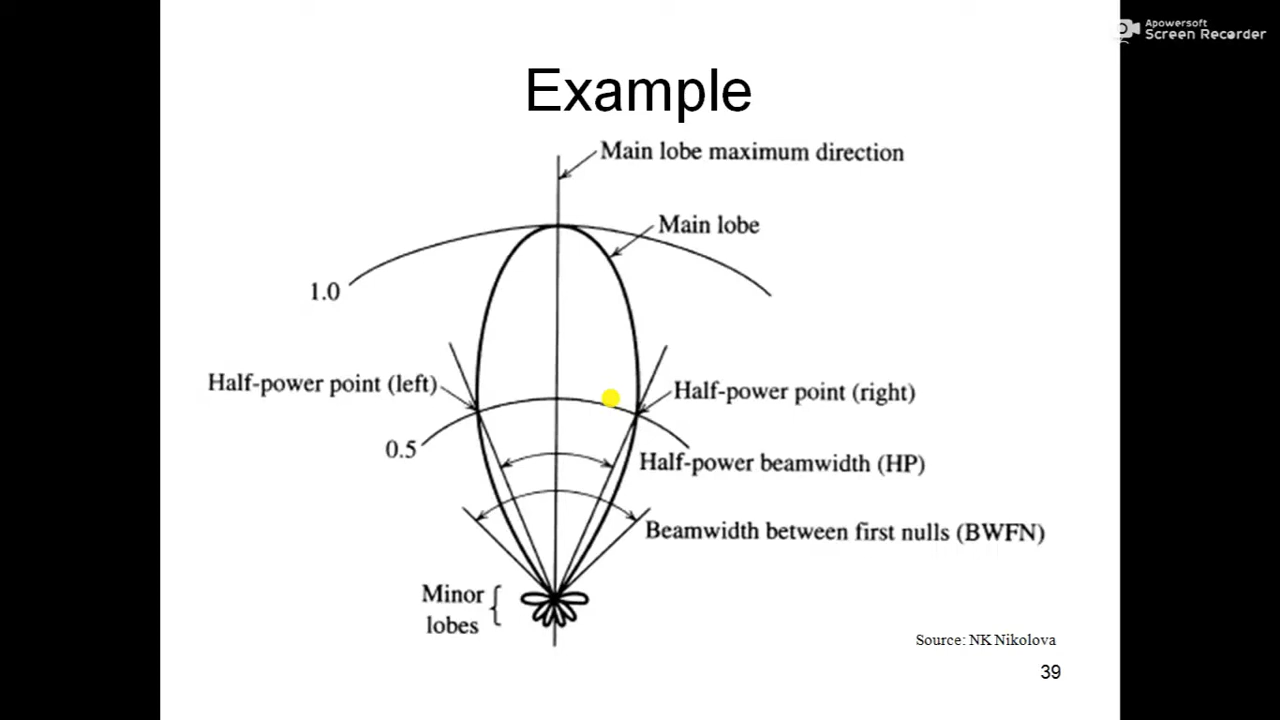 Apowersoft
Screen Recorder
Example
Main lobe maximum direction
Main lobe
1.0
Half-power point (left)
Half-power point (right)
0.5
Half-power beamwidth (HP)
Beamwidth between first nulls (BWFN)
Minor
lobes
Source: NK Nikolova
39